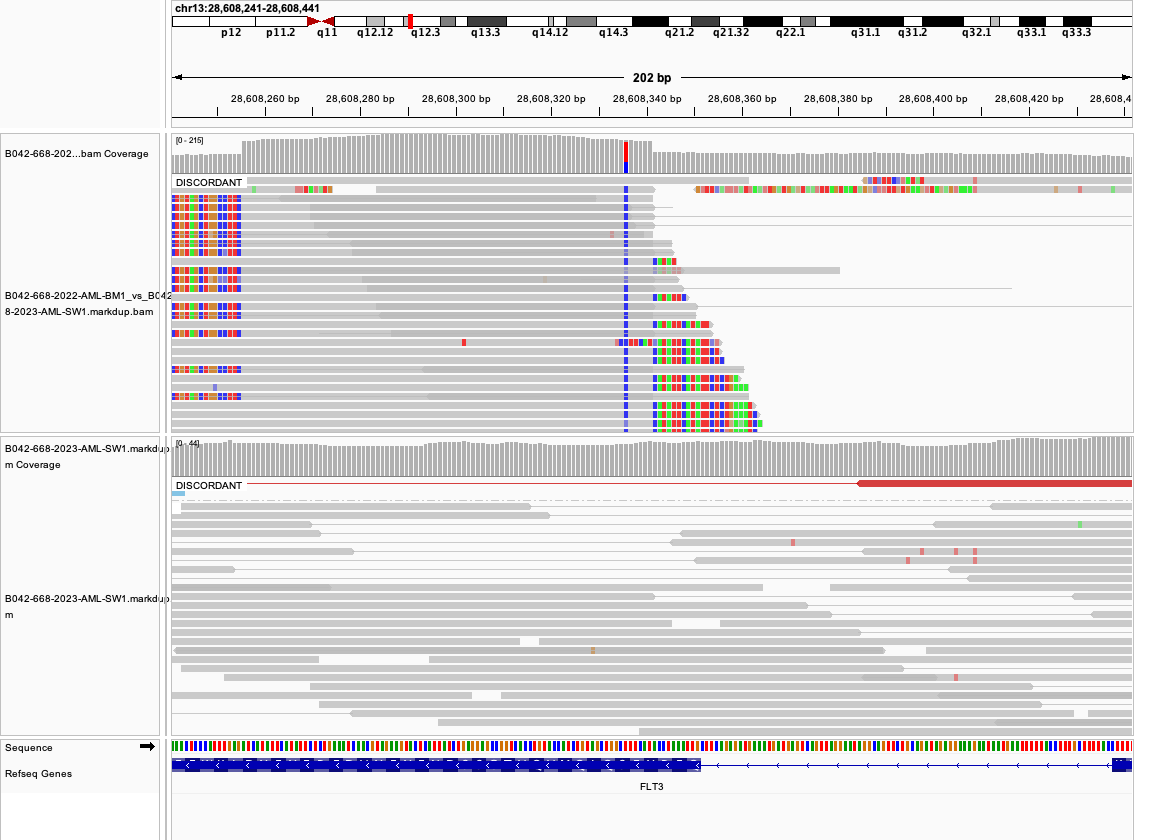 chr13:28,608,241-28,608,441
p12 p11.2 q11 q12.12 q12.3 q13.3 q14.12 q14.3 q21.2 q21.32 q22.1 q31.1 q31.2 q32.1 q33.1 q33.3
202 bp
28,608,260 bp 28,608,280 bp 28,608,300 bp 28,608,320 bp 28,608,340 bp 28,608,360 bp 28,608,380 bp 28,608,400 bp 28,608,420 bp 28,608,4
[0 - 215]
B042-668-202...bam Coverage
DISCORDANT
B042-668-2022-AML-BM1_vs_B042
8-2023-AML-SW1.markdup.bam
[0 - 44]
B042-668-2023-AML-SW1.markdup
m Coverage
DISCORDANT
B042-668-2023-AML-SW1.markdup
m
Sequence
Refseq Genes
FLT3